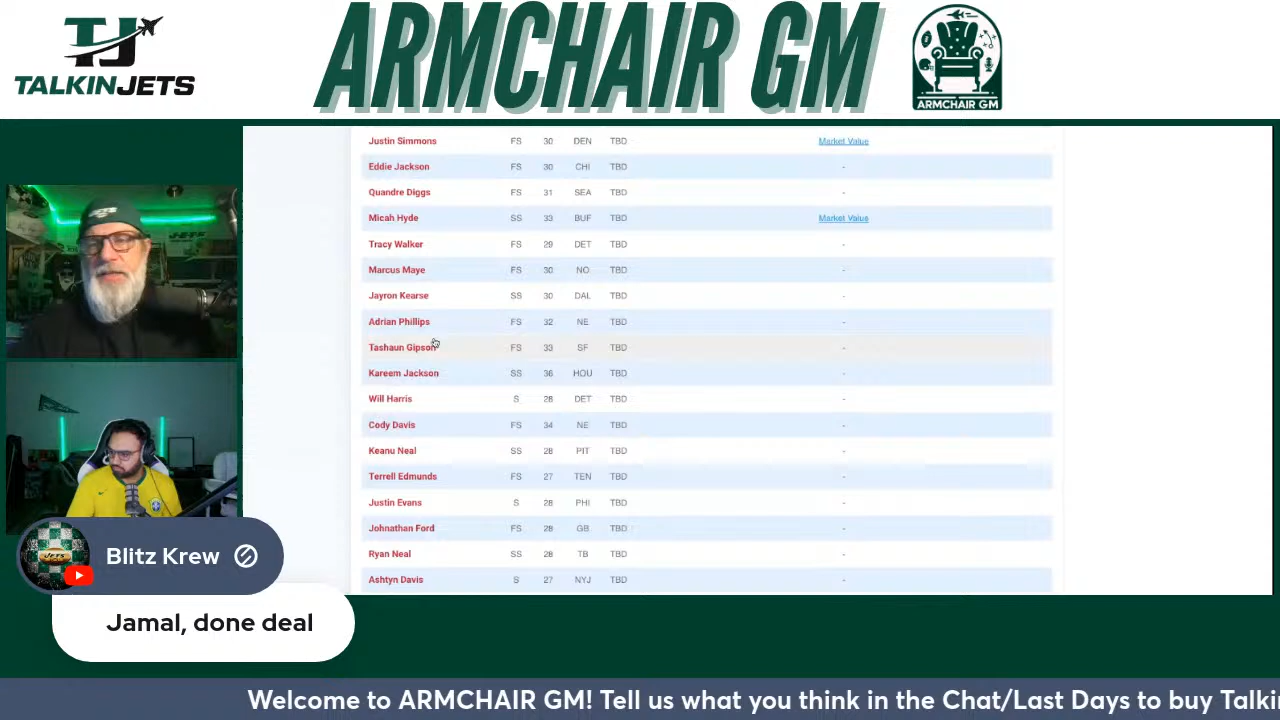 TJ
TALKINJETS
ARMCHAIR GM
ARMCHAIR GM
Justin Simmons FS 30 DEN TBD Market Value
Eddie Jackson FS 30 CHI TBD -
Quandre Diggs FS 31 SEA TBD -
Micah Hyde SS 33 BUF TBD Market Value
Tracy Walker FS 29 DET TBD -
Marcus Maye FS 30 NO TBD -
Jayron Kearse SS 30 DAL TBD -
Adrian Phillips FS 32 NE TBD -
Tashaun Gipson FS 33 SF TBD -
Kareem Jackson SS 36 HOU TBD -
Will Harris S 28 DET TBD -
Cody Davis FS 34 NE TBD -
Keanu Neal SS 28 PIT TBD -
Terrell Edmunds FS 27 TEN TBD -
Justin Evans S 28 PHI TBD -
Johnathan Ford FS 28 GB TBD -
Ryan Neal SS 28 TB TBD -
Ashtyn Davis S 27 NYJ TBD -
JETS
Blitz Krew
Jamal, done deal
Welcome to ARMCHAIR GM! Tell us what you think in the Chat/Last Days to buy Talki